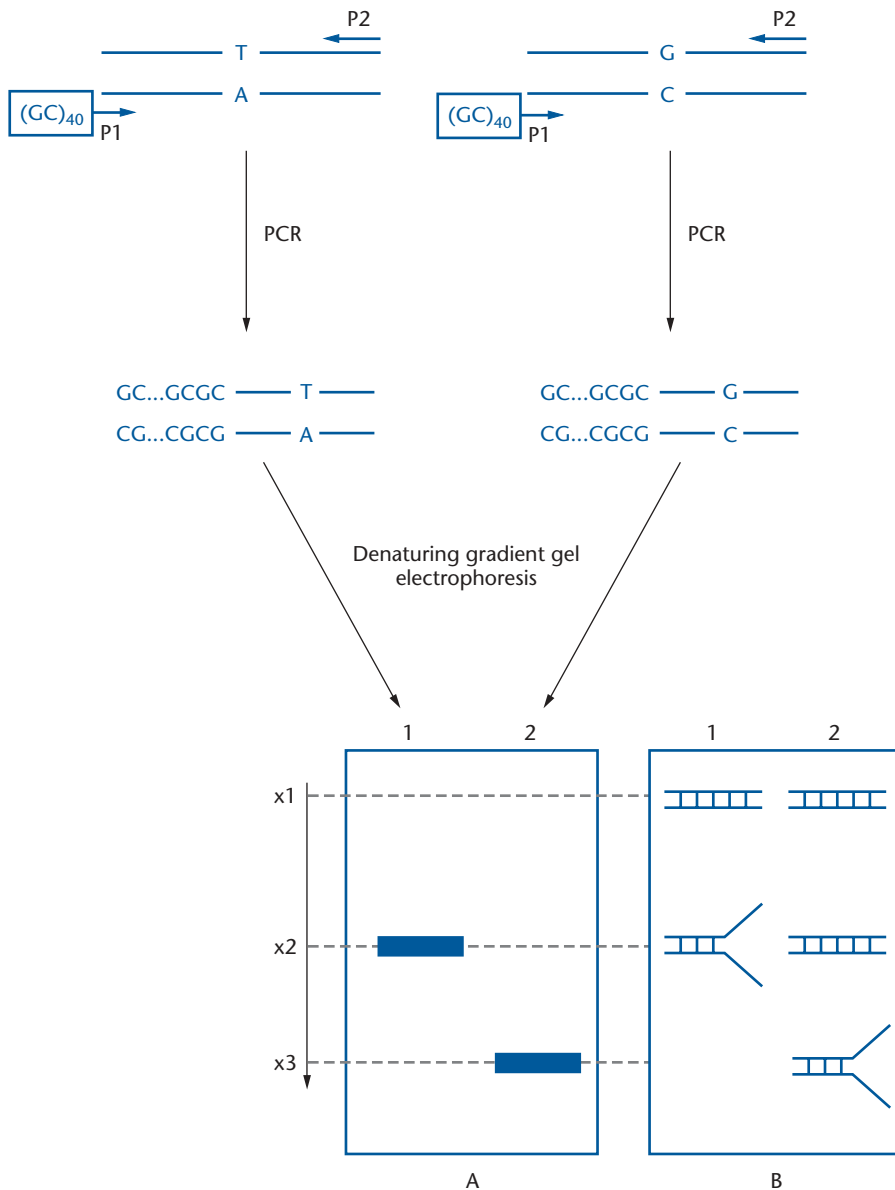 P2
P2
T
G
A
C
(GC)40
P1
(GC)40
P1
PCR
PCR
GC...GCGC T
GC...GCGC G
CG...CGCG A
CG...CGCG C
Denaturing gradient gel
electrophoresis
1 2
1 2
x1
x2
x3
A
B